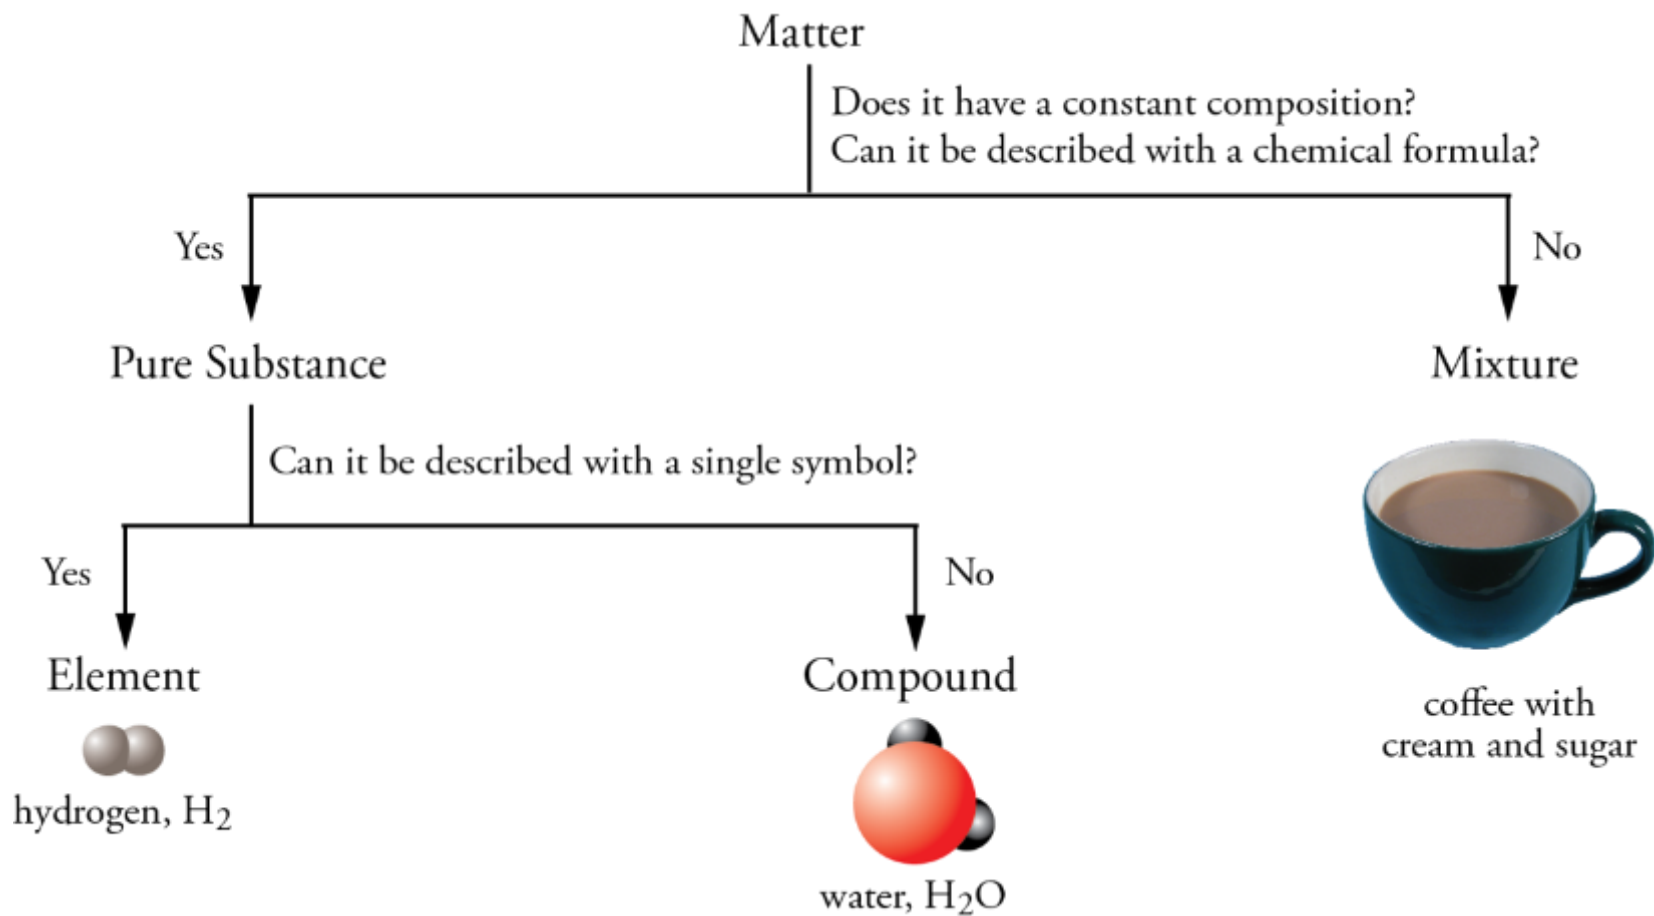 Matter
Does it have a constant composition?
Can it be described with a chemical formula?
Yes
No
Pure Substance
Mixture
Can it be described with a single symbol?
Yes
No
Element
Compound
hydrogen, H₂
water, H₂O
coffee with
cream and sugar